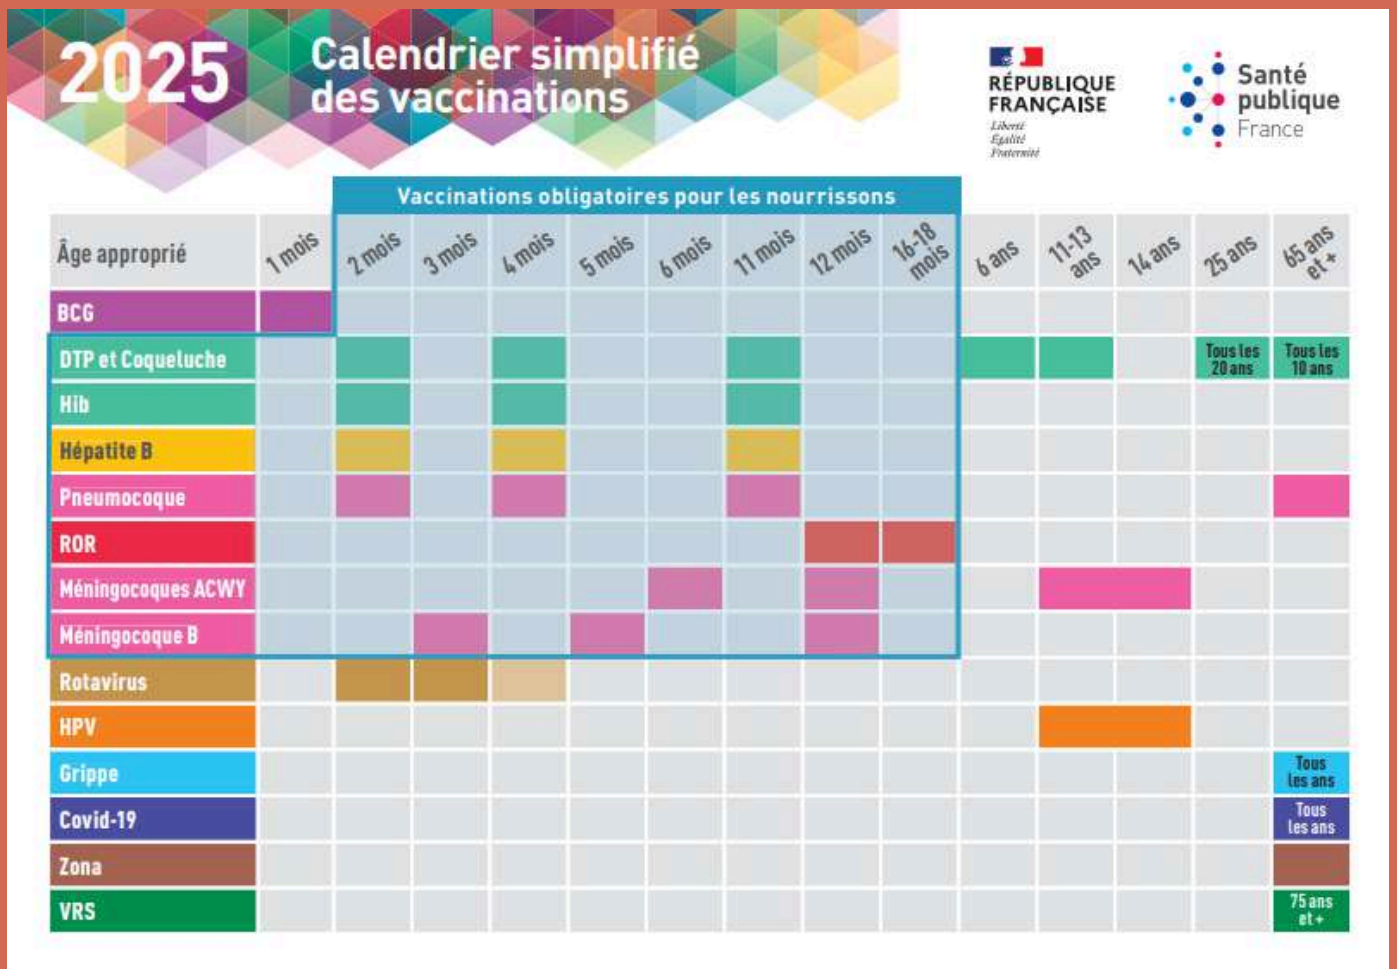 2025
Calendrier simplifié
des vaccinations
RÉPUBLIQUE
FRANÇAISE
Liberté
Égalité
Fraternité
Santé
publique
France
Vaccinations obligatoires pour les nourrissons
Âge approprié
1 mois
2 mois
3 mois
4 mois
5 mois
6 mois
11 mois
12 mois
16-18
mois
6 ans
11-13
ans
14 ans
25 ans
65 ans
et +
BCG
DTP et Coqueluche
Tous les
20 ans
Tous les
10 ans
Hib
Hépatite B
Pneumocoque
ROR
Méningocoques ACWY
Méningocoque B
Rotavirus
HPV
Grippe
Tous
les ans
Covid-19
Tous
les ans
Zona
VRS
75 ans
et +